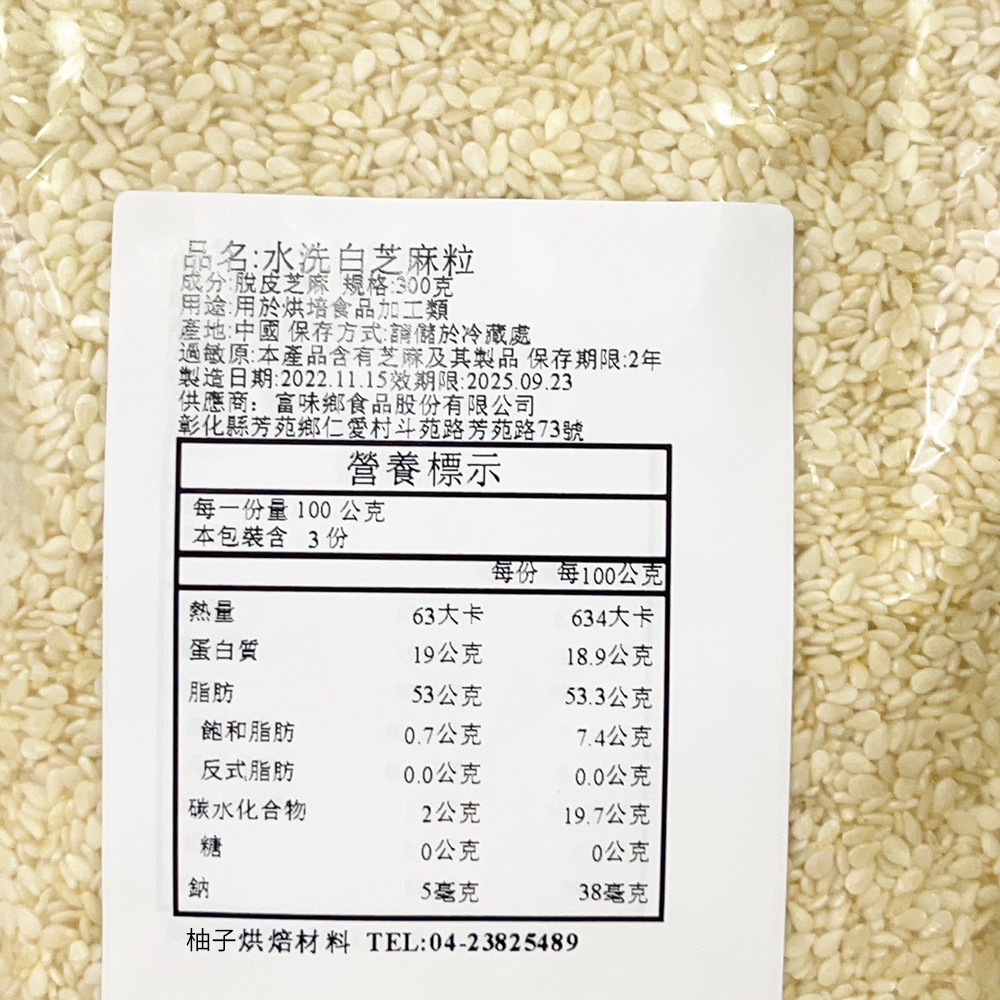 品名:水洗白芝麻粒
成分:脫皮芝麻 規格:300克
用途:用於烘培食品加工類
產地:中國 保存方式:請儲於冷藏處
過敏原:本產品含有芝麻及其製品 保存期限:2年
製造日期:2022.11.15效期限:2025.09.23
供應商：富味鄉食品股份有限公司
彰化縣芳苑鄉仁愛村斗苑路芳苑路73號
營養標示
每一份量 100 公克
本包裝含 3 份
每份 每100公克
熱量 63大卡 634大卡
蛋白質 19公克 18.9公克
脂肪 53公克 53.3公克
飽和脂肪 0.7公克 7.4公克
反式脂肪 0.0公克 0.0公克
碳水化合物 2公克 19.7公克
糖 0公克 0公克
鈉 5毫克 38毫克
柚子烘焙材料 TEL:04-23825489